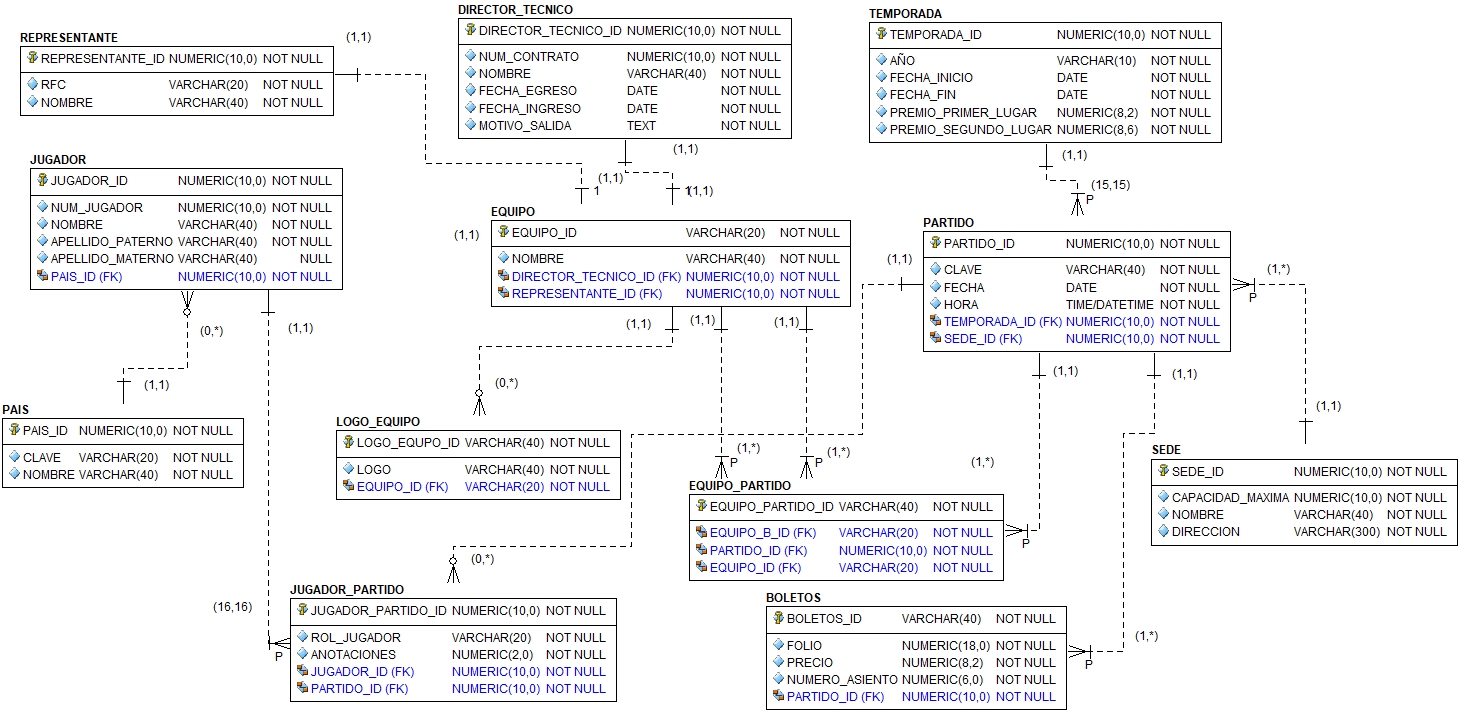 REPRESENTANTE
REPRESENTANTE_ID NUMERIC(10,0) NOT NULL
RFC VARCHAR(20) NOT NULL
NOMBRE VARCHAR(40) NOT NULL
(1,1)
DIRECTOR_TECNICO
DIRECTOR_TECNICO_ID NUMERIC(10,0) NOT NULL
NUM_CONTRATO NUMERIC(10,0) NOT NULL
NOMBRE VARCHAR(40) NOT NULL
FECHA_EGRESO DATE NOT NULL
FECHA_INGRESO DATE NOT NULL
MOTIVO_SALIDA TEXT NOT NULL
(1,1)
(1,1)
1
1(1,1)
TEMPORADA
TEMPORADA_ID NUMERIC(10,0) NOT NULL
AÑO VARCHAR(10) NOT NULL
FECHA_INICIO DATE NOT NULL
FECHA_FIN DATE NOT NULL
PREMIO_PRIMER_LUGAR NUMERIC(8,2) NOT NULL
PREMIO_SEGUNDO_LUGAR NUMERIC(8,6) NOT NULL
(1,1)
(15,15)
P
JUGADOR
JUGADOR_ID NUMERIC(10,0) NOT NULL
NUM_JUGADOR NUMERIC(10,0) NOT NULL
NOMBRE VARCHAR(40) NOT NULL
APELLIDO_PATERNO VARCHAR(40) NOT NULL
APELLIDO_MATERNO VARCHAR(40) NULL
PAIS_ID (FK) NUMERIC(10,0) NOT NULL
(0,*)
(1,1)
(1,1)
EQUIPO
(1,1)
EQUIPO_ID VARCHAR(20) NOT NULL
NOMBRE VARCHAR(40) NOT NULL
DIRECTOR_TECNICO_ID (FK) NUMERIC(10,0) NOT NULL
REPRESENTANTE_ID (FK) NUMERIC(10,0) NOT NULL
(1,1)
(1,1)
(1,1)
(0,*)
PARTIDO
PARTIDO_ID NUMERIC(10,0) NOT NULL
CLAVE VARCHAR(40) NOT NULL
FECHA DATE NOT NULL
HORA TIME/DATETIME NOT NULL
TEMPORADA_ID (FK) NUMERIC(10,0) NOT NULL
SEDE_ID (FK) NUMERIC(10,0) NOT NULL
(1,1)
(1,*)
P
(1,1)
(1,1)
(1,1)
PAIS
PAIS_ID NUMERIC(10,0) NOT NULL
CLAVE VARCHAR(20) NOT NULL
NOMBRE VARCHAR(40) NOT NULL
LOGO_EQUIPO
LOGO_EQUPO_ID VARCHAR(40) NOT NULL
LOGO VARCHAR(40) NOT NULL
EQUIPO_ID (FK) VARCHAR(20) NOT NULL
(1,*)
P
(1,*)
P
(1,*)
EQUIPO_PARTIDO
EQUIPO_PARTIDO_ID VARCHAR(40) NOT NULL
EQUIPO_B_ID (FK) VARCHAR(20) NOT NULL
PARTIDO_ID (FK) NUMERIC(10,0) NOT NULL
EQUIPO_ID (FK) VARCHAR(20) NOT NULL
P
SEDE
SEDE_ID NUMERIC(10,0) NOT NULL
CAPACIDAD_MAXIMA NUMERIC(10,0) NOT NULL
NOMBRE VARCHAR(40) NOT NULL
DIRECCION VARCHAR(300) NOT NULL
(0,*)
(16,16)
P
JUGADOR_PARTIDO
JUGADOR_PARTIDO_ID NUMERIC(10,0) NOT NULL
ROL_JUGADOR VARCHAR(20) NOT NULL
ANOTACIONES NUMERIC(2,0) NOT NULL
JUGADOR_ID (FK) NUMERIC(10,0) NOT NULL
PARTIDO_ID (FK) NUMERIC(10,0) NOT NULL
BOLETOS
BOLETOS_ID VARCHAR(40) NOT NULL
FOLIO NUMERIC(18,0) NOT NULL
PRECIO NUMERIC(8,2) NOT NULL
NUMERO_ASIENTO NUMERIC(6,0) NOT NULL
PARTIDO_ID (FK) NUMERIC(10,0) NOT NULL
(1,*)
P